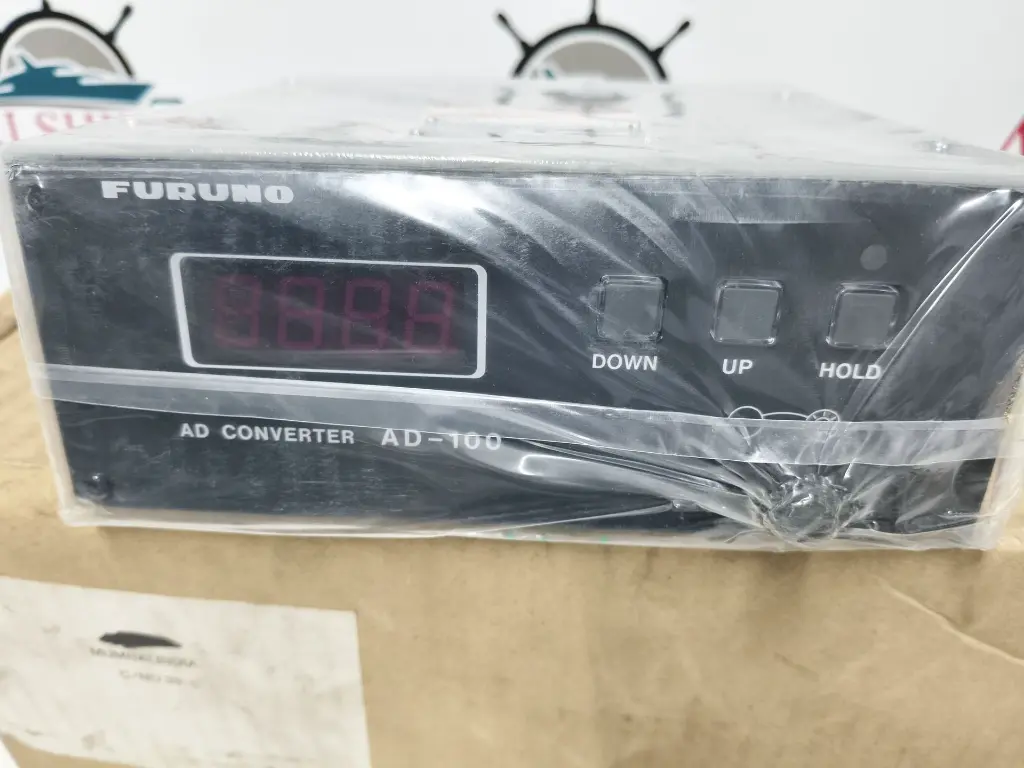 FURUNO
DOWN
UP
HOLD
AD CONVERTER AD-100